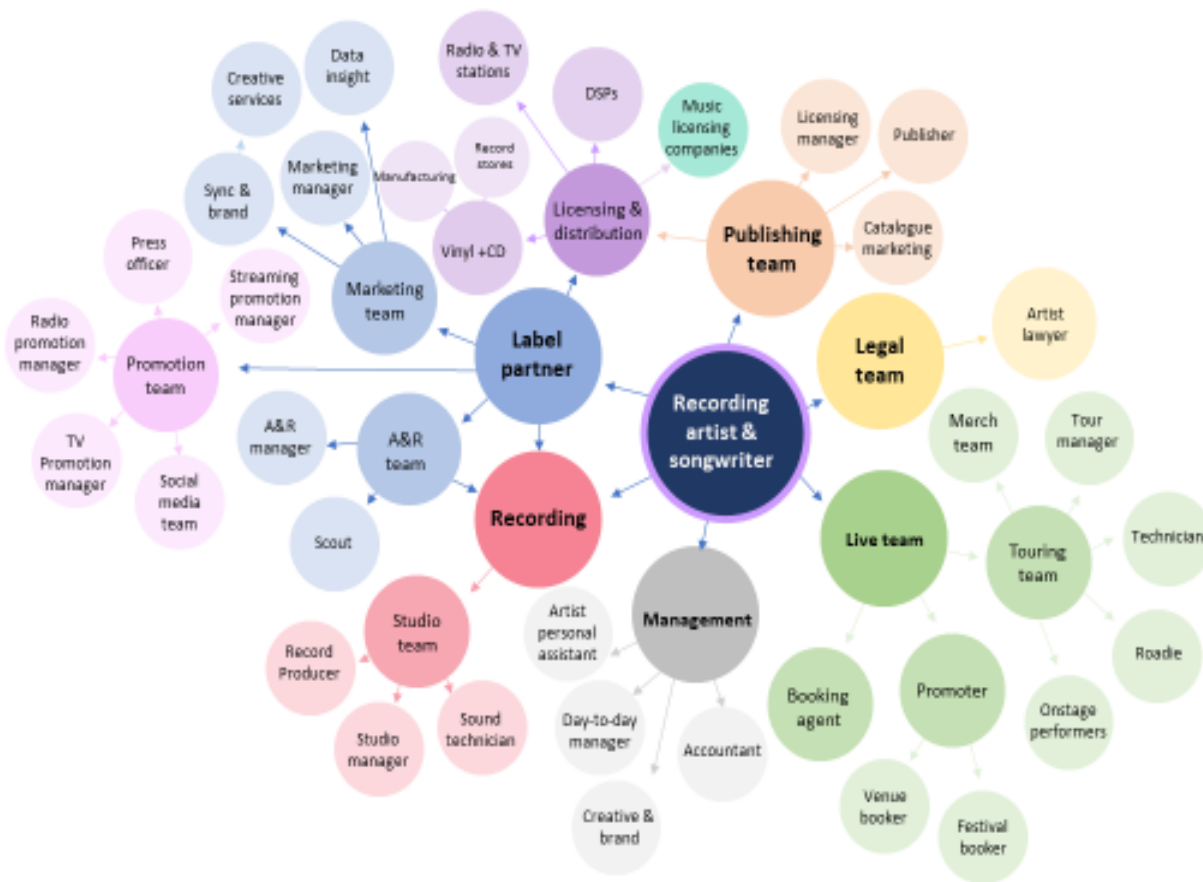 Data
insight
Radio & TV
stations
Creative
services
DSPs
Music
licensing
companies
Licensing
manager
Publisher
Marketing
manager
Record
stores
Manufacturing
Sync &
brand
Licensing &
distribution
Publishing
team
Catalogue
marketing
Press
officer
Vinyl +CD
Streaming
promotion
manager
Marketing
team
Radio
promotion
manager
Promotion
team
Label
partner
Legal
team
Artist
lawyer
Recording
artist &
songwriter
A&R
manager
A&R
team
Merch
team
Tour
manager
TV
Promotion
manager
Social
media
team
Recording
Scout
Live team
Touring
team
Technician
Artist
personal
assistant
Management
Studio
team
Record
Producer
Roadie
Booking
agent
Promoter
Onstage
performers
Studio
manager
Sound
technician
Day-to-day
manager
Accountant
Creative &
brand
Venue
booker
Festival
booker